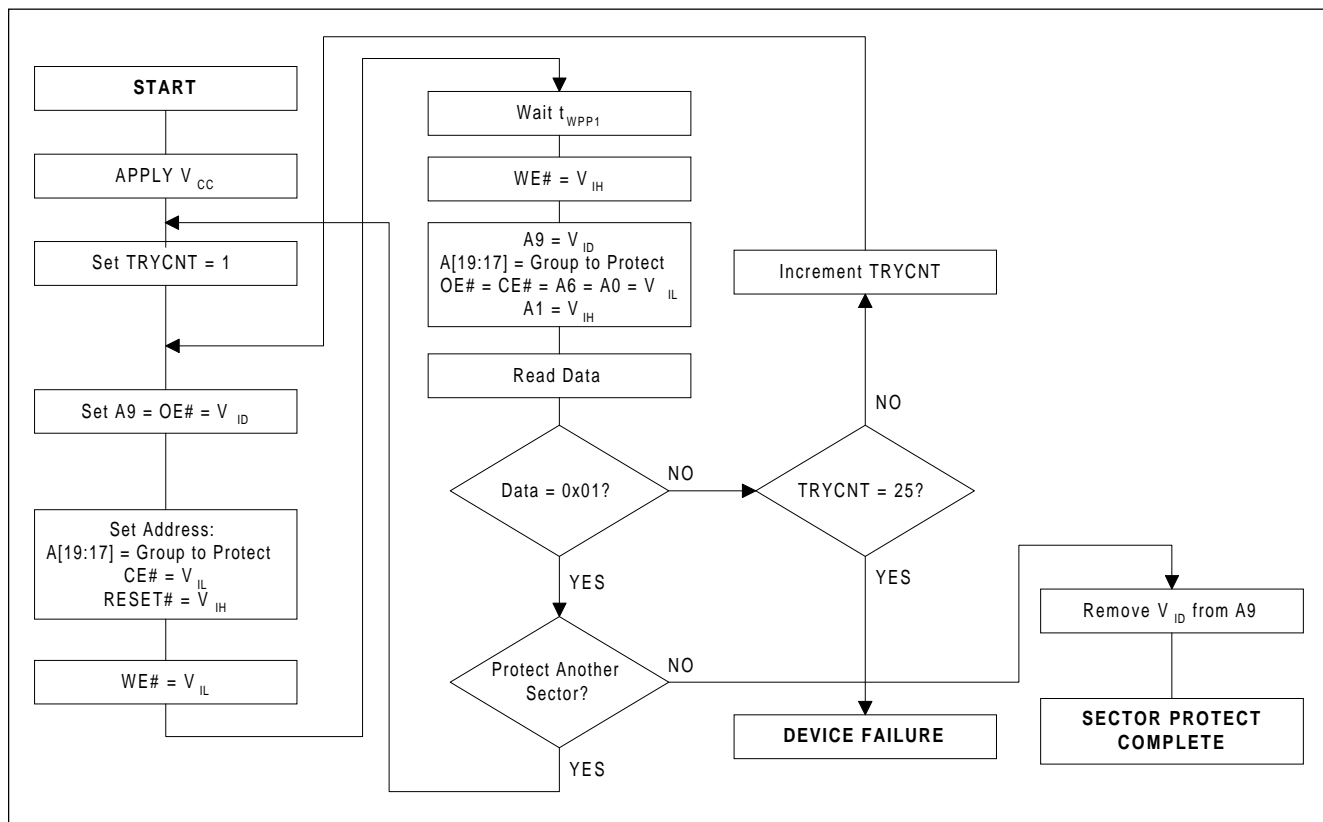 START
APPLY V CC
Set TRYCNT = 1
Set A9 = OE# = V ID
Set Address:
A[19:17] = Group to Protect
CE# = V IL
RESET# = V IH
WE# = V IL
Wait t WPP1
WE# = V IH
A9 = V ID
A[19:17] = Group to Protect
OE# = CE# = A6 = A0 = V IL
A1 = V IH
Read Data
Data = 0x01?
NO
YES
Protect Another
Sector?
NO
YES
Increment TRYCNT
NO
TRYCNT = 25?
YES
DEVICE FAILURE
Remove V ID from A9
SECTOR PROTECT
COMPLETE